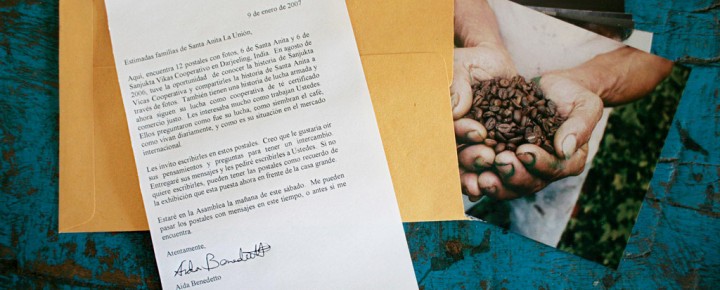 9 de enero de 2007
Estimadas familias de Santa Anita La Unión,
Aquí, encuentra 12 postales con fotos, 6 de Santa Anita y 6 de
Sanjukta Vikas Cooperativo en Darjeeling, India. En agosto de
2006, tuve la oportunidad de conocer la historia de Sanjukta
Vicas Cooperativa y compartirles la historia de Santa Anita a
través de fotos. También tienen una historia de lucha armada y
ahora siguen su lucha como cooperativa de te certificado
comercio justo. Les interesaba mucho como trabajan Ustedes
Ellos preguntaron como fue su lucha, como siembran el café,
como vivan diariamente, y como es su situación en el mercado
internacional.
Les invito escribirles en estos postales. Creo que le gustaria oir
sus pensamientos y preguntas para tener un intercambio.
Entregaré sus mensajes y les pediré escribirles a Ustedes. Si no
quiere escribirles, pueden tener las postales como recuerdo de
la exhibición que esta puesta ahora en frente de la casa grande.
Estaré en la Asamblea la mañana de este sábado. Me pueden
pasar los postales con mensajes en este tiempo, o antes si me
encuentra.
Atentamente,
Aida Benedetto
Aida Benedetto